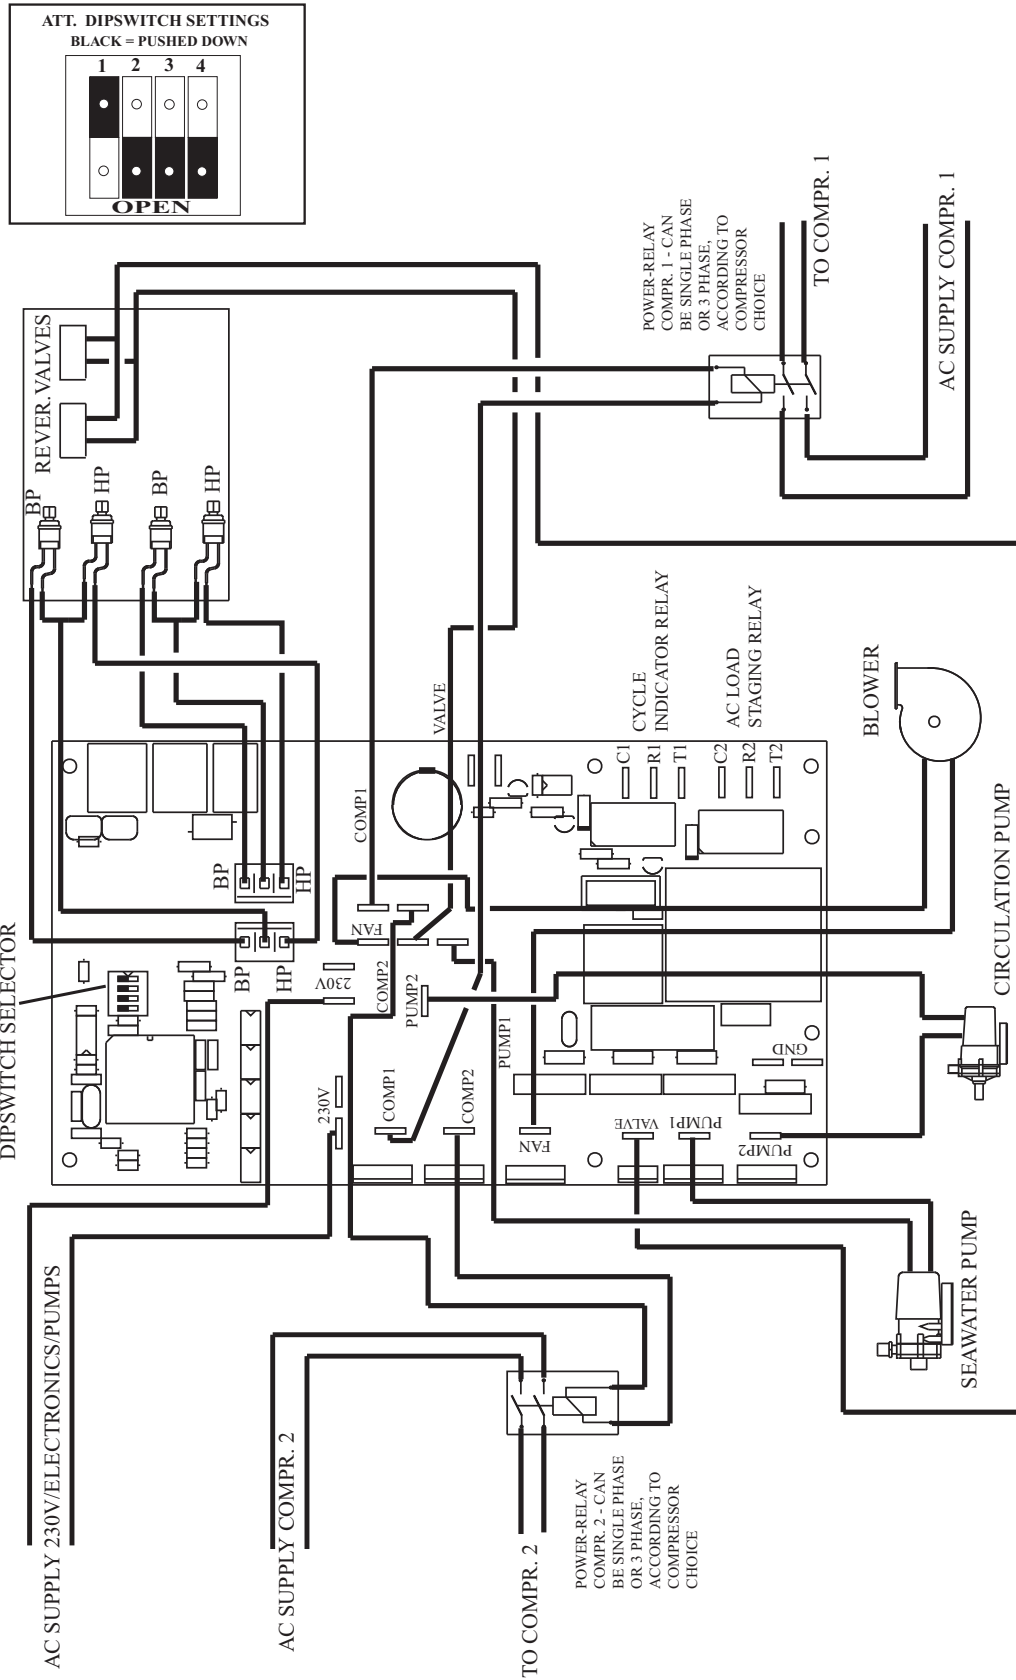 ATT. DIPSWITCH SETTINGS
BLACK = PUSHED DOWN
1 2 3 4
OPEN
REVER. VALVES
BP
HP
BP
HP
POWER-RELAY
COMPR. 1 - CAN
BE SINGLE PHASE
OR 3 PHASE,
ACCORDING TO
COMPRESSOR
CHOICE
TO COMPR. 1
AC SUPPLY COMPR. 1
VALVE
CYCLE
INDICATOR RELAY
AC LOAD
STAGING RELAY
BLOWER
C1
R1
T1
C2
R2
T2
COMP1
BP
HP
BP
HP
FAN
COMP2
230V
PUMP2
PUMP1
DIPSWITCH SELECTOR
CIRCULATION PUMP
GND
230V
COMP1
COMP2
FAN
VALVE
PUMP1
PUMP2
SEAWATER PUMP
AC SUPPLY 230V/ELECTRONICS/PUMPS
AC SUPPLY COMPR. 2
TO COMPR. 2
POWER-RELAY
COMPR. 2 - CAN
BE SINGLE PHASE
OR 3 PHASE,
ACCORDING TO
COMPRESSOR
CHOICE